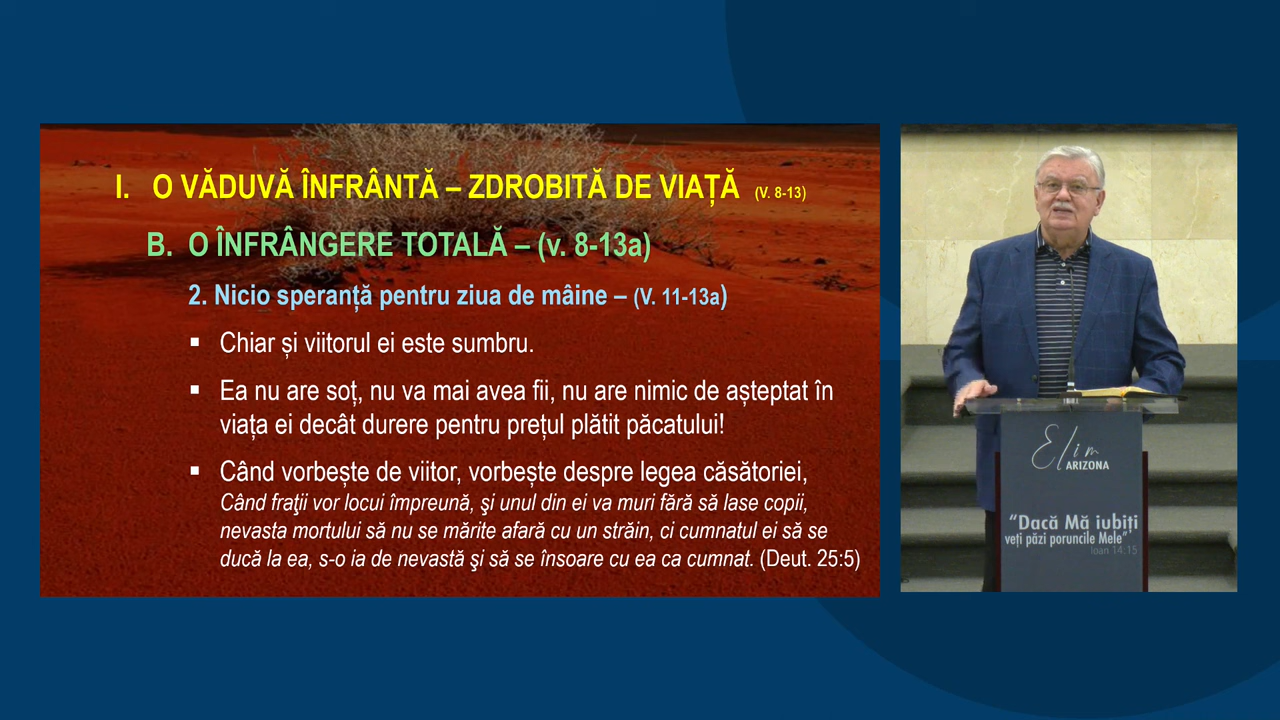 I. O VĂDUVĂ ÎNFRÂNTĂ – ZDROBITĂ DE VIAȚĂ (V. 8-13)
B. O ÎNFRÂNGERE TOTALĂ – (v. 8-13a)
2. Nicio speranță pentru ziua de mâine – (V. 11-13a)
▪ Chiar și viitorul ei este sumbru.
▪ Ea nu are soț, nu va mai avea fii, nu are nimic de așteptat în
viața ei decât durere pentru prețul plătit păcatului!
▪ Când vorbește de viitor, vorbește despre legea căsătoriei,
Când fraţii vor locui împreună, şi unul din ei va muri fără să lase copii,
nevasta mortului să nu se mărite afară cu un străin, ci cumnatul ei să se
ducă la ea, s-o ia de nevastă şi să se însoare cu ea ca cumnat. (Deut. 25:5)
Elim
ARIZONA
“Dacă Mă iubiți
veți păzi poruncile Mele”
Ioan 14:15